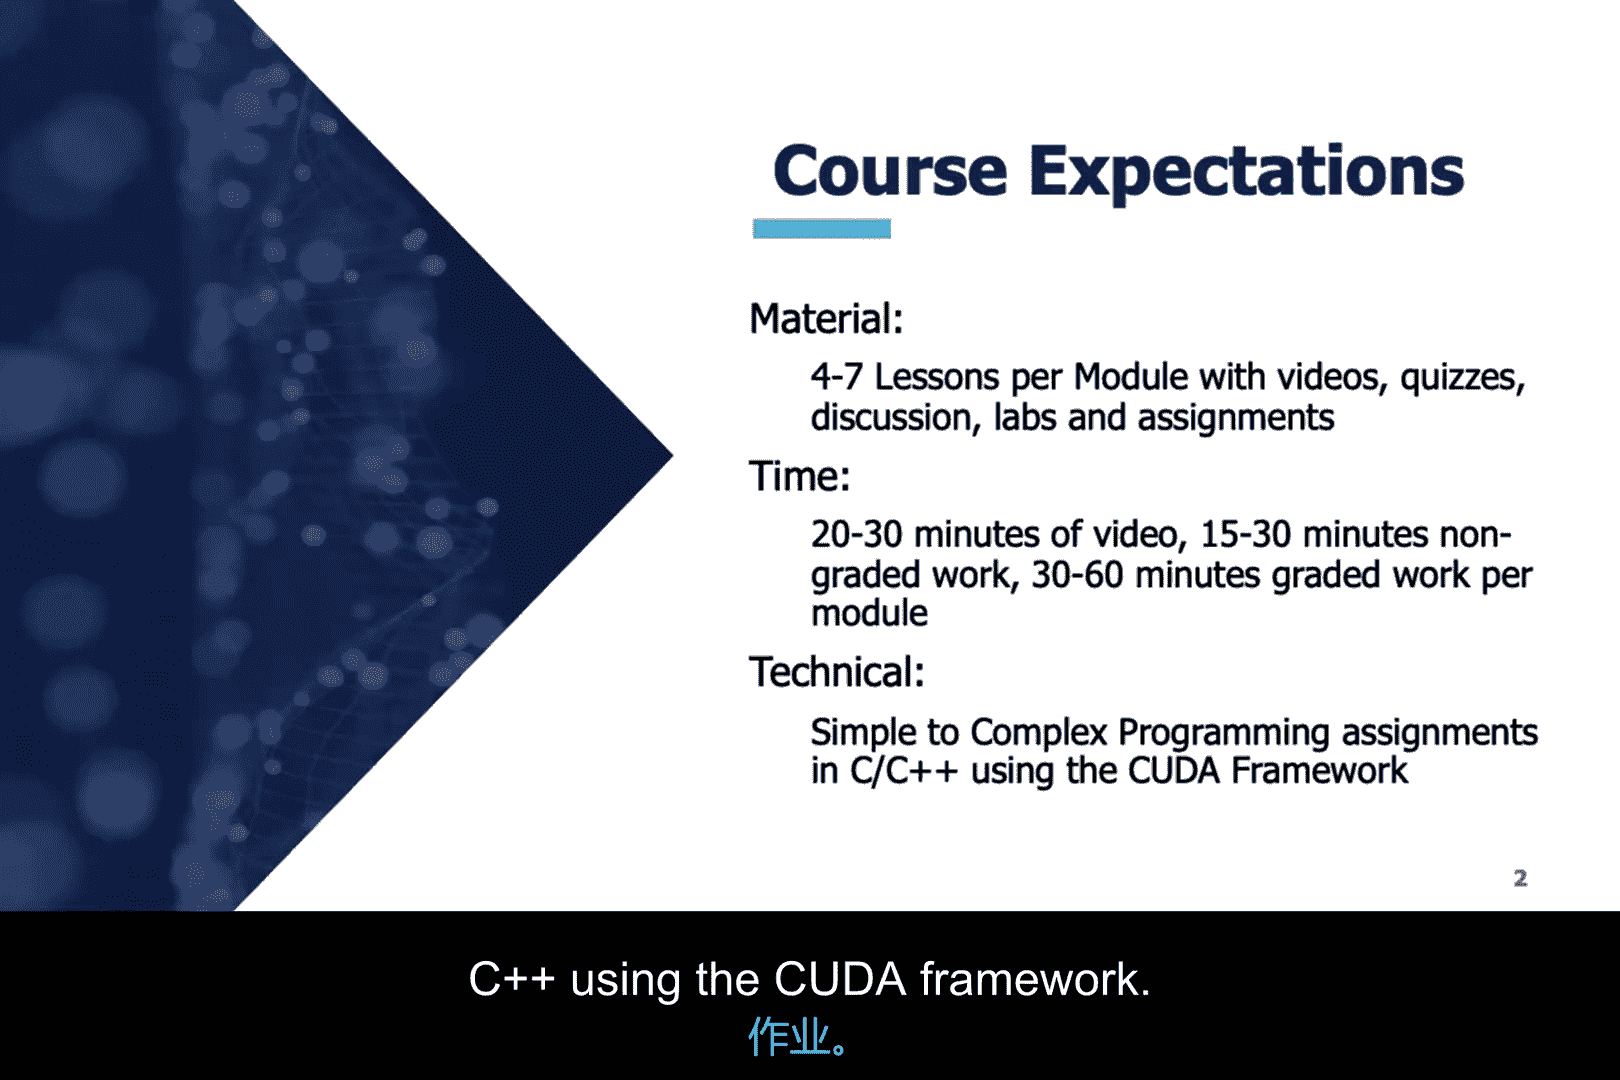 Course Expectations
Material:
4-7 Lessons per Module with videos, quizzes,
discussion, labs and assignments
Time:
20-30 minutes of video, 15-30 minutes non-
graded work, 30-60 minutes graded work per
module
Technical:
Simple to Complex Programming assignments
in C/C++ using the CUDA Framework
2
C++ using the CUDA framework.
作业。